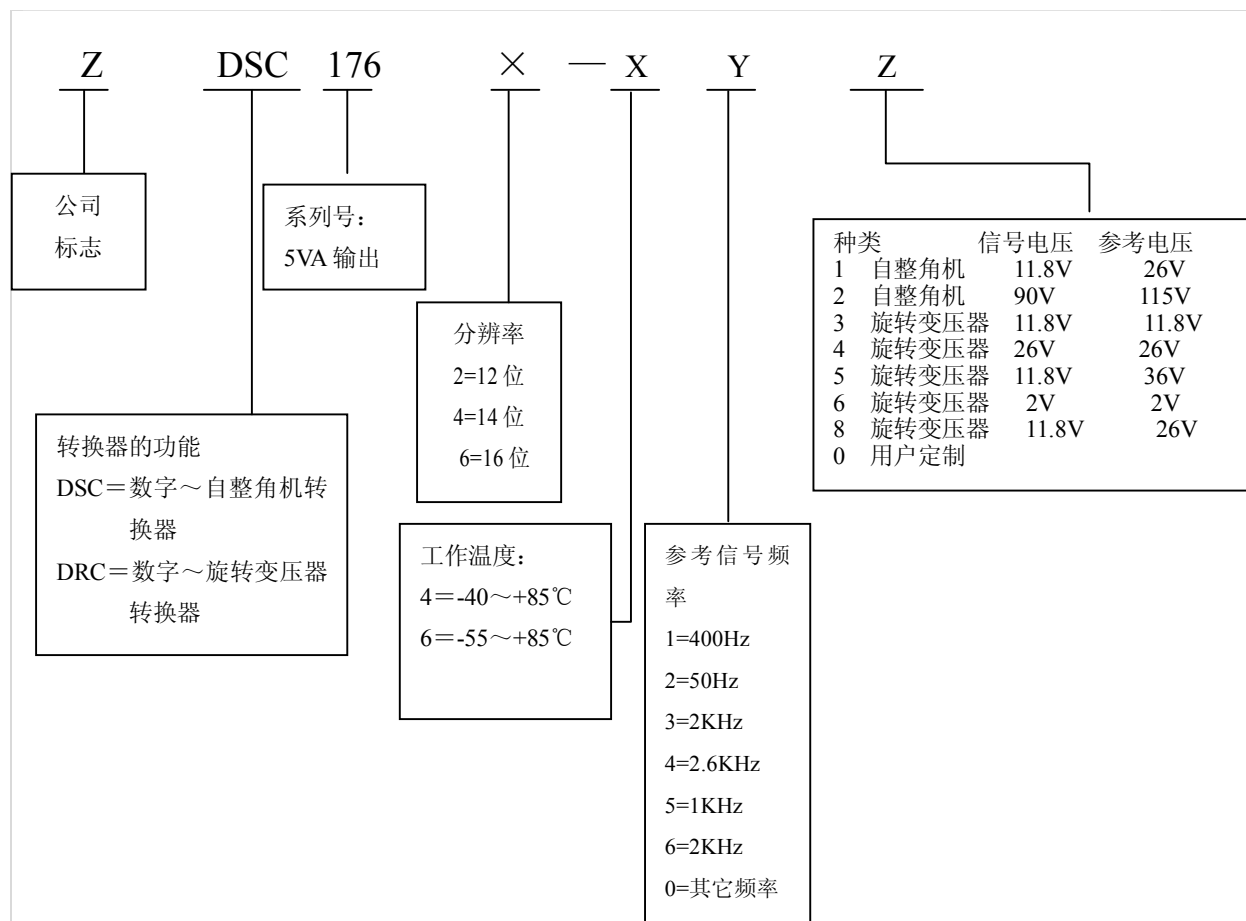 Z DSC 176 × — X Y Z
公司
标志
系列号：
5VA 输出
分辨率
2=12 位
4=14 位
6=16 位
转换器的功能
DSC＝数字～自整角机转
换器
DRC＝数字～旋转变压器
转换器
工作温度：
4＝-40～+85℃
6＝-55～+85℃
参考信号频
率
1=400Hz
2=50Hz
3=2KHz
4=2.6KHz
5=1KHz
6=2KHz
0=其它频率
种类 信号电压 参考电压
1 自整角机 11.8V 26V
2 自整角机 90V 115V
3 旋转变压器 11.8V 11.8V
4 旋转变压器 26V 26V
5 旋转变压器 11.8V 36V
6 旋转变压器 2V 2V
8 旋转变压器 11.8V 26V
0 用户定制